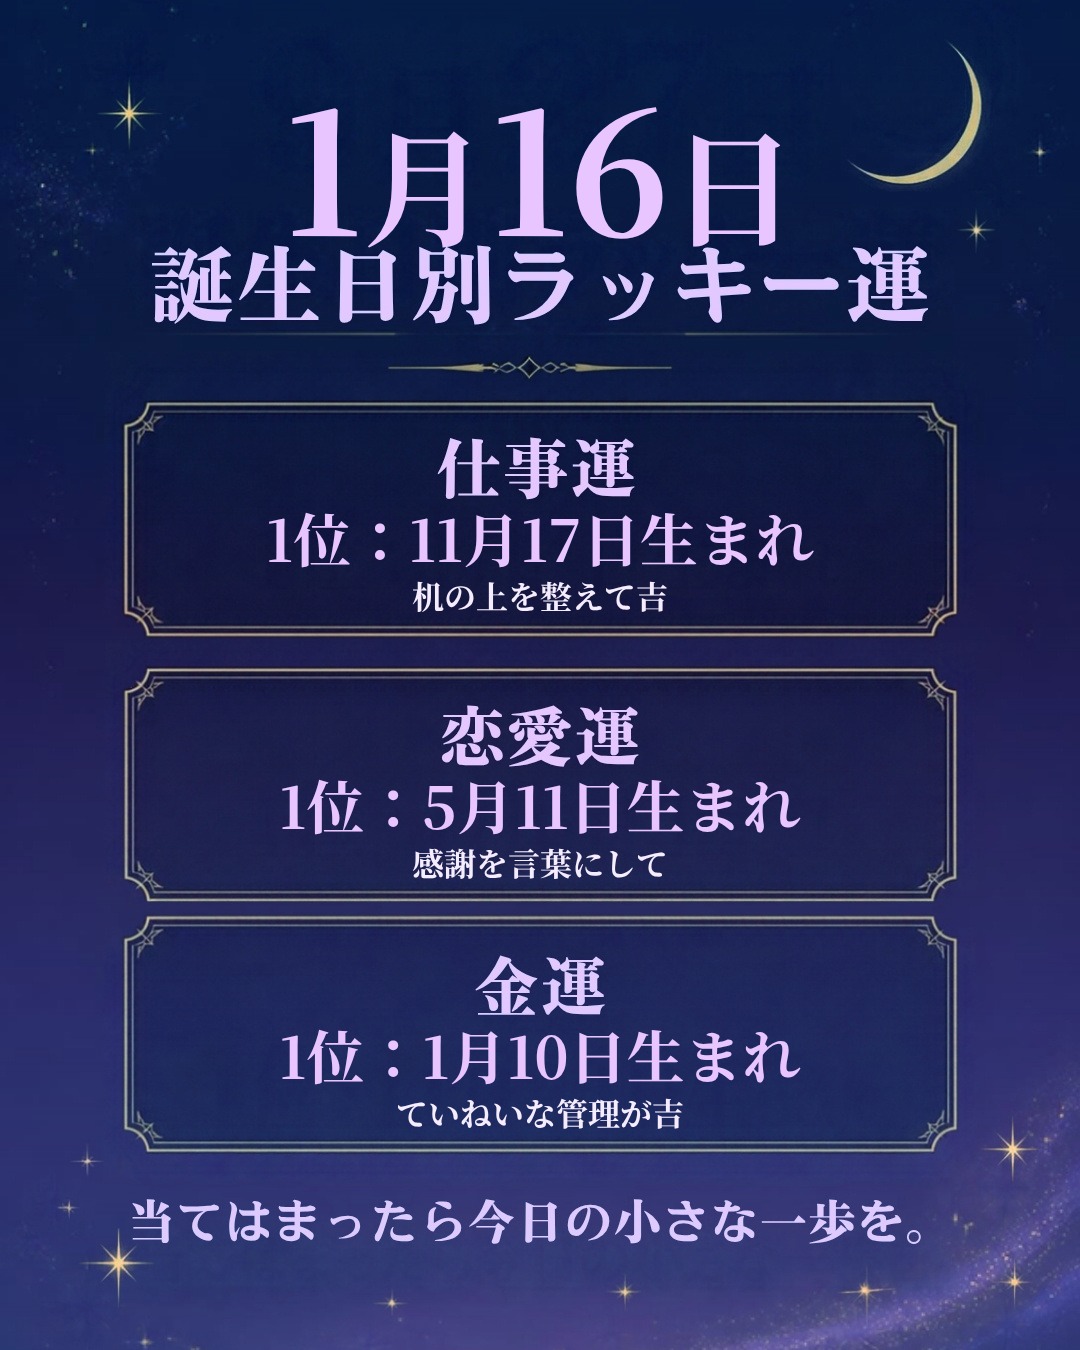 1月16日
誕生日別ラッキー運
仕事運
1位：11月17日生まれ
机の上を整えて吉
恋愛運
1位：5月11日生まれ
感謝を言葉にして
金運
1位：1月10日生まれ
ていねいな管理が吉
当てはまったら今日の小さな一歩を。